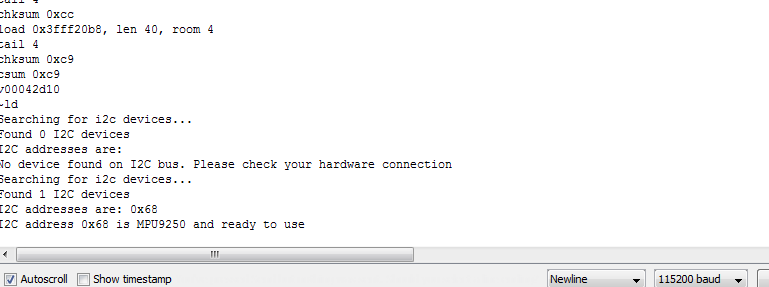 tail 4
chksum 0xcc
load 0x3fff20b8, len 40, room 4
tail 4
chksum 0xc9
csum 0xc9
v00042d10
~ld
Searching for i2c devices...
Found 0 I2C devices
I2C addresses are:
No device found on I2C bus. Please check your hardware connection
Searching for i2c devices...
Found 1 I2C devices
I2C addresses are: 0x68
I2C address 0x68 is MPU9250 and ready to use
Autoscroll Show timestamp Newline 115200 baud